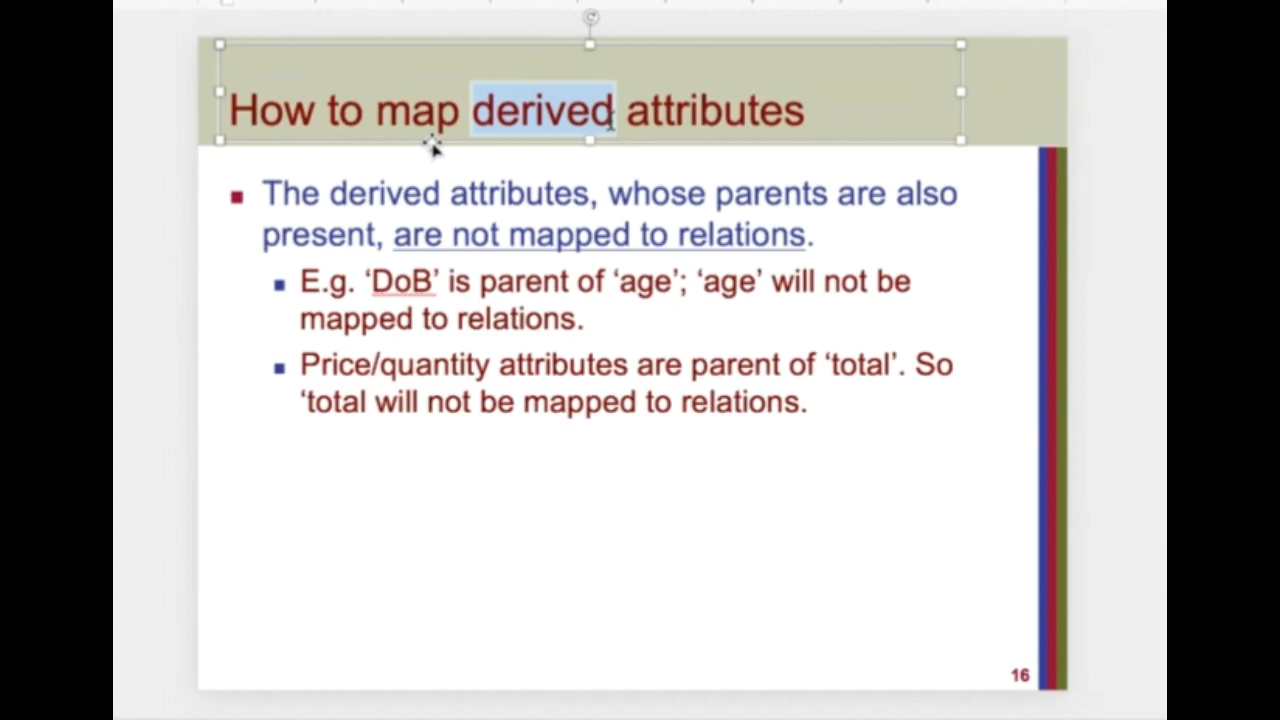 How to map derived attributes
The derived attributes, whose parents are also
present, are not mapped to relations.
E.g. ‘DoB’ is parent of ‘age’; ‘age’ will not be
mapped to relations.
Price/quantity attributes are parent of ‘total’. So
‘total will not be mapped to relations.
16